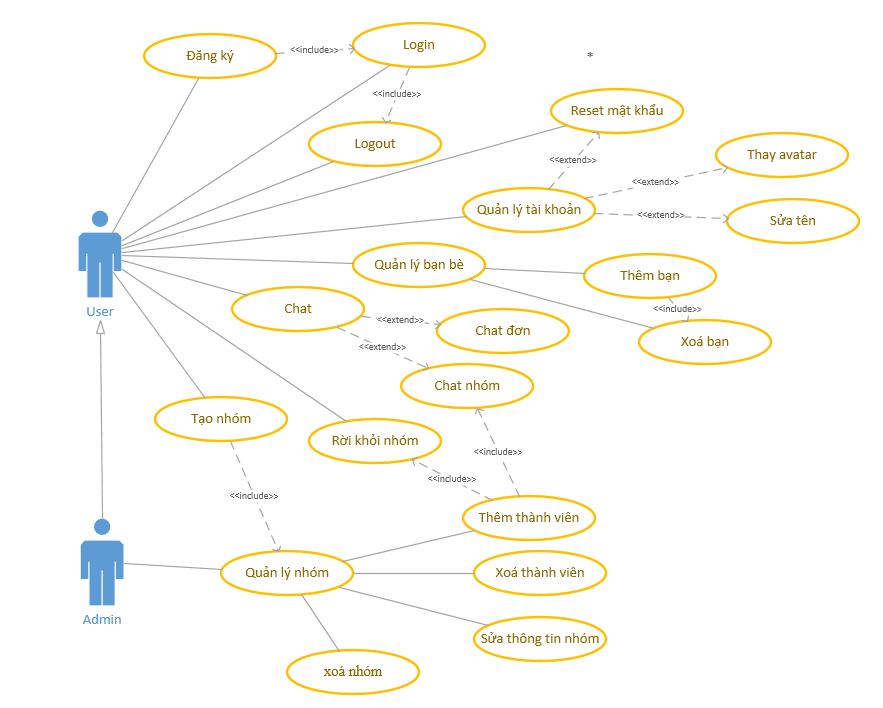 Login
Đăng ký
<<include>>
*
<<include>>
Reset mật khẩu
Logout
Thay avatar
<<extend>>
<<extend>>
Quản lý tài khoản
<<extend>>
Sửa tên
Quản lý bạn bè
Thêm bạn
User
Chat
<<include>>
<<extend>>
Chat đơn
Xoá bạn
<<extend>>
Chat nhóm
Tạo nhóm
Rời khỏi nhóm
<<include>>
<<include>>
<<include>>
Thêm thành viên
Quản lý nhóm
Xoá thành viên
Admin
Sửa thông tin nhóm
xoá nhóm